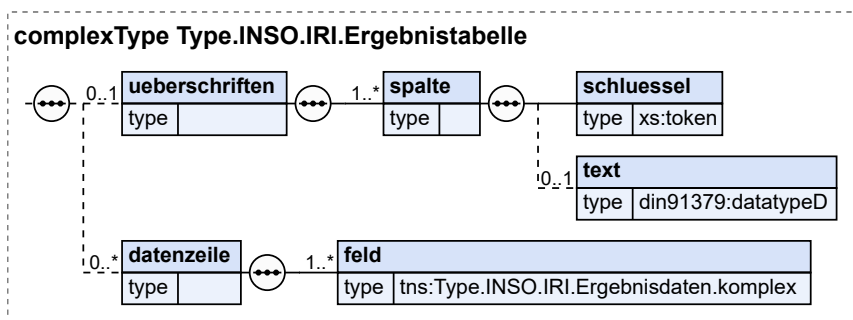 complexType Type.INSO.IRI.Ergebnistabelle
0..1 ueberschriften 1..* spalte schluessel
type type type xs:token
0..1 text
type din91379:datatypeD
0..* datenzeile 1..* feld
type type tns:Type.INSO.IRI.Ergebnisdaten.komplex